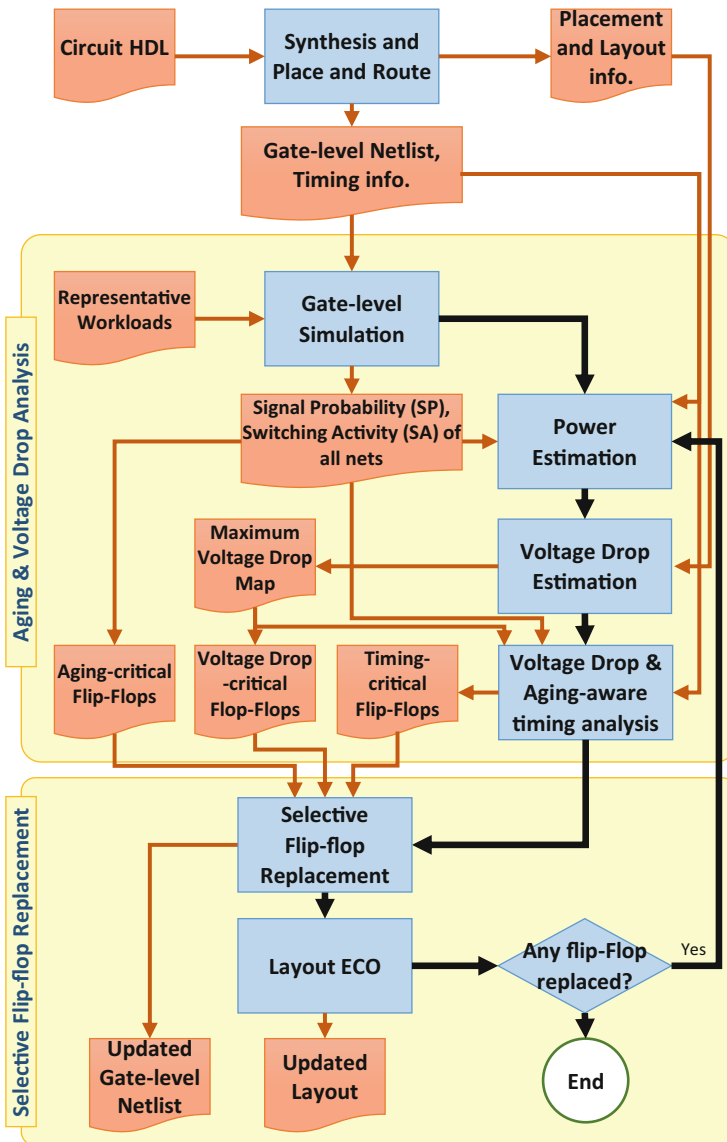 Circuit HDL
Synthesis and
Place and Route
Placement
and Layout
info.
Gate-level Netlist,
Timing info.
Aging & Voltage Drop Analysis
Representative
Workloads
Gate-level
Simulation
Signal Probability (SP),
Switching Activity (SA) of
all nets
Power
Estimation
Maximum
Voltage Drop
Map
Voltage Drop
Estimation
Aging-critical
Flip-Flops
Voltage Drop
-critical
Flop-Flops
Timing-
critical
Flip-Flops
Voltage Drop &
Aging-aware
timing analysis
Selective Flip-flop Replacement
Selective
Flip-flop
Replacement
Layout ECO
Any flip-Flop
replaced?
Yes
Updated
Gate-level
Netlist
Updated
Layout
End